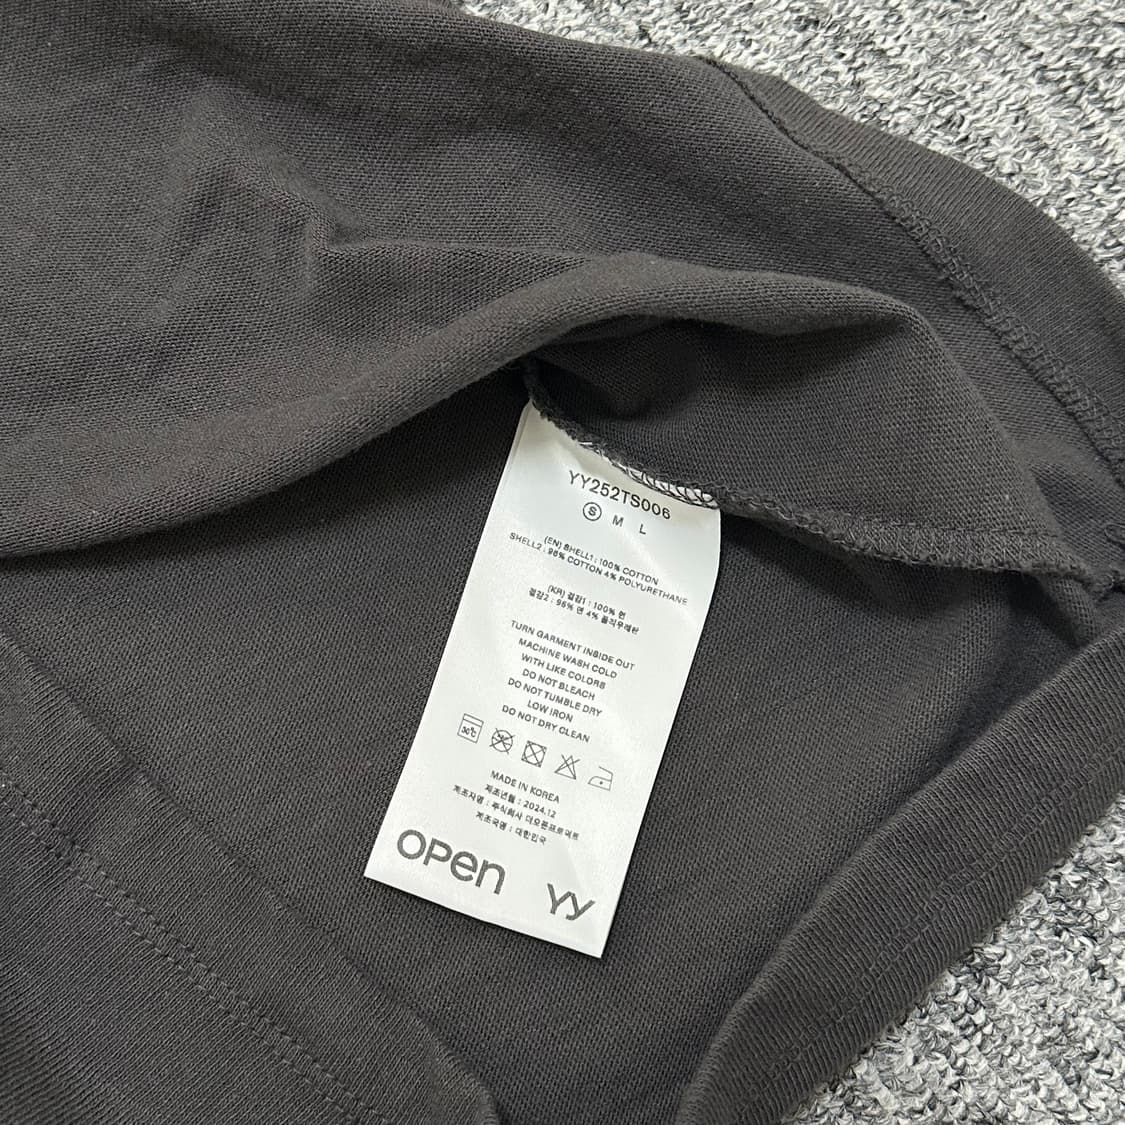 YY252TS006
S M L
(EN) SHELL1 : 100% COTTON
SHELL2 : 96% COTTON 4% POLYURETHANE
(KR) 겉감1 : 100% 면
겉감2 : 96% 면 4% 폴리우레탄
TURN GARMENT INSIDE OUT
MACHINE WASH COLD
WITH LIKE COLORS
DO NOT BLEACH
DO NOT TUMBLE DRY
LOW IRON
DO NOT DRY CLEAN
30℃
MADE IN KOREA
제조년월 : 2024.12
제조자명 : 주식회사 더오픈프로덕트
제조국명 : 대한민국
OPEN YY